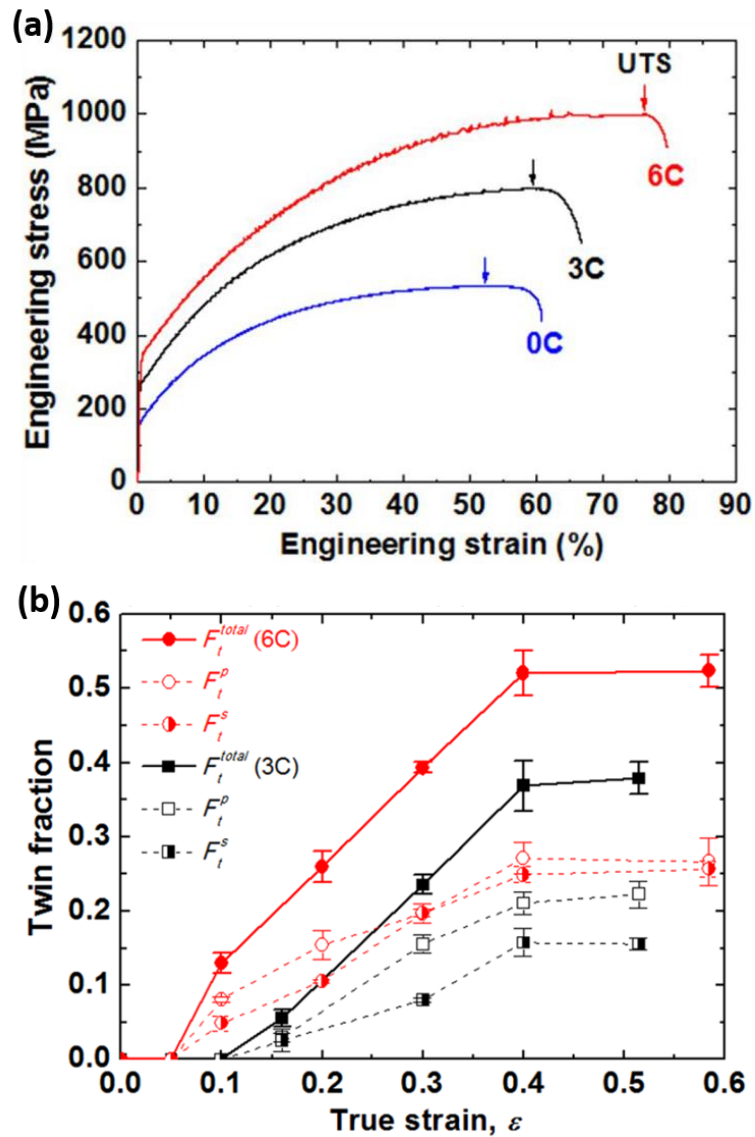 (a)
1200
1000
800
600
400
200
0
Engineering stress (MPa)
UTS
6C
3C
0C
0 10 20 30 40 50 60 70 80 90
Engineering strain (%)
(b)
0.6
0.5
0.4
0.3
0.2
0.1
0.0
Twin fraction
F_t^total (6C)
F_t^p
F_t^s
F_t^total (3C)
F_t^p
F_t^s
0.0 0.1 0.2 0.3 0.4 0.5 0.6
True strain, ε